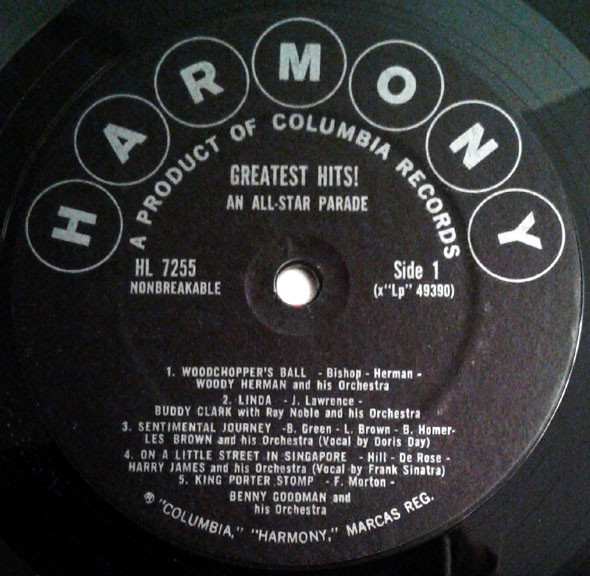 HARMONY
A PRODUCT OF COLUMBIA RECORDS
GREATEST HITS!
AN ALL-STAR PARADE
HL 7255
NONBREAKABLE
Side 1
(x"Lp" 49390)
1. WOODCHOPPER'S BALL - Bishop - Herman -
WOODY HERMAN and his Orchestra
2. LINDA - J. Lawrence -
BUDDY CLARK with Ray Noble and his Orchestra
3. SENTIMENTAL JOURNEY -B. Green - L. Brown - B. Homer-
LES BROWN and his Orchestra (Vocal by Doris Day)
4. ON A LITTLE STREET IN SINGAPORE - Hill - De Rose -
HARRY JAMES and his Orchestra (Vocal by Frank Sinatra)
5. KING PORTER STOMP - F. Morton -
BENNY GOODMAN and
his Orchestra
℗ "COLUMBIA," "HARMONY," MARCAS REG.